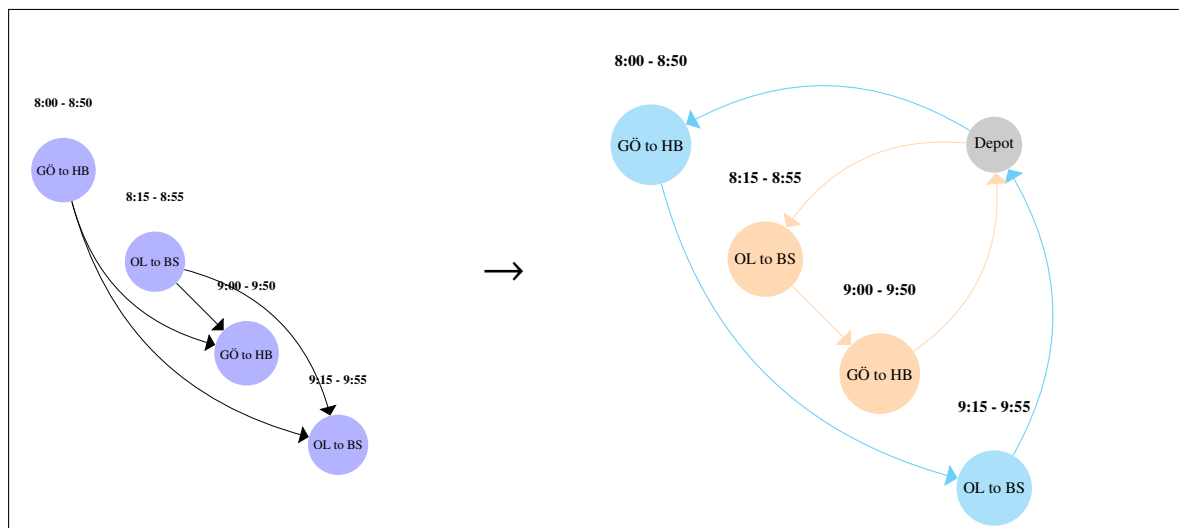 8:00 - 8:50
GÖ to HB
8:15 - 8:55
OL to BS
9:00 - 9:50
GÖ to HB
9:15 - 9:55
OL to BS
8:00 - 8:50
GÖ to HB
Depot
8:15 - 8:55
OL to BS
9:00 - 9:50
GÖ to HB
9:15 - 9:55
OL to BS